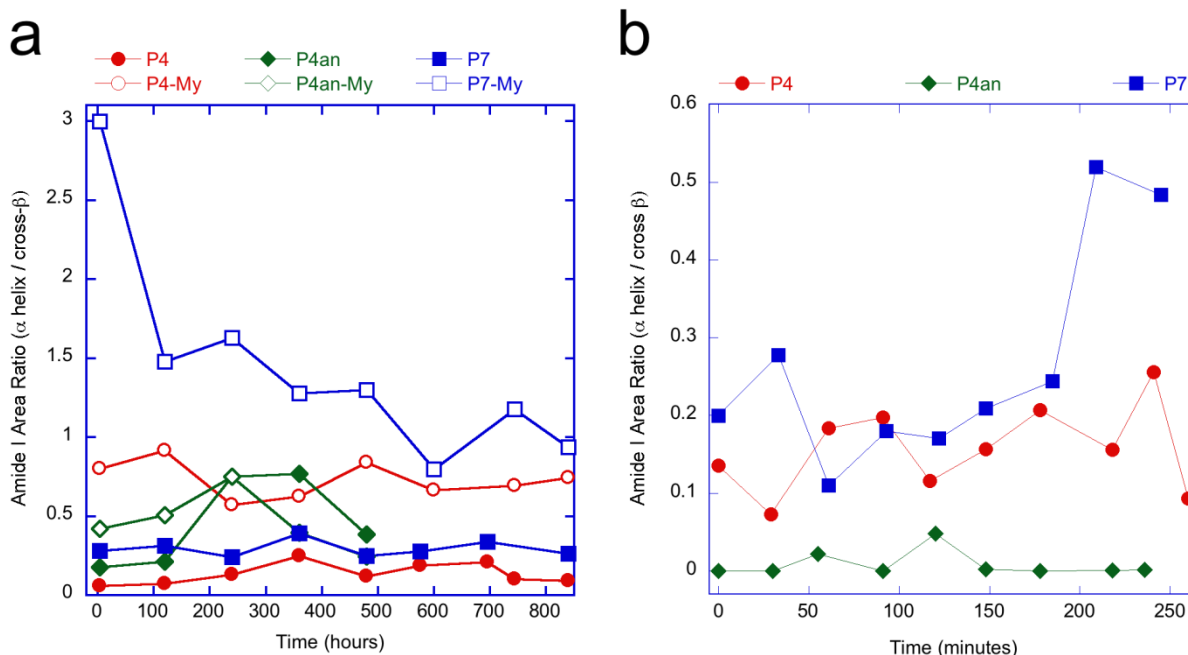 a
P4 P4an P7
P4-My P4an-My P7-My
3
2.5
2
1.5
1
0.5
0
0 100 200 300 400 500 600 700 800
Amide I Area Ratio (α helix / cross-β)
Time (hours)
b
P4 P4an P7
0.6
0.5
0.4
0.3
0.2
0.1
0
0 50 100 150 200 250
Amide I Area Ratio (α helix / cross β)
Time (minutes)